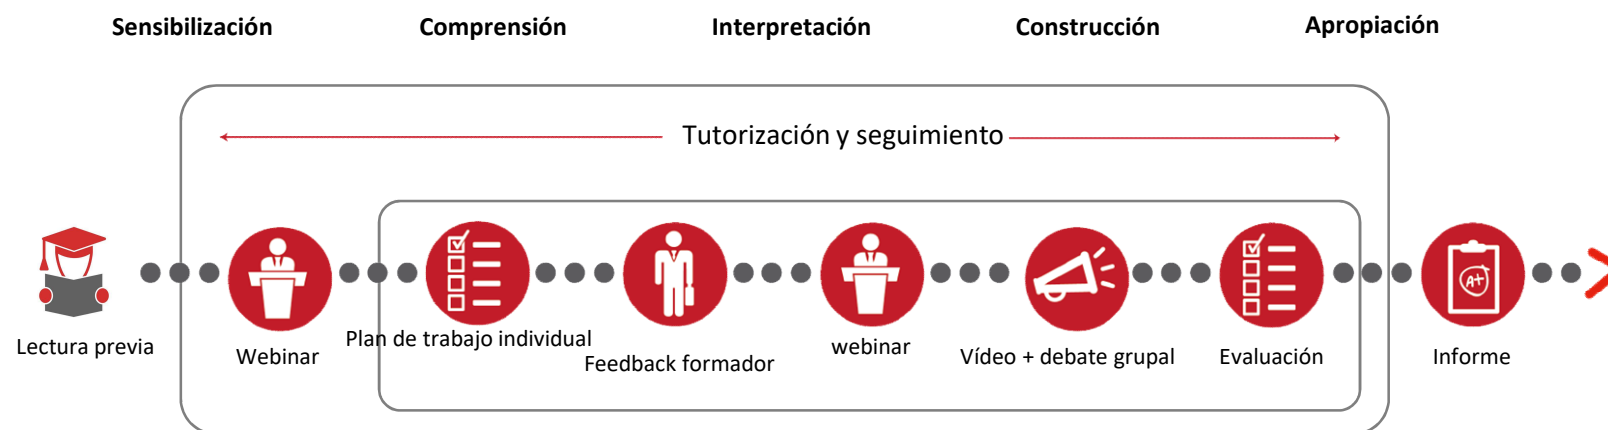 Sensibilización
Comprensión
Interpretación
Construcción
Apropiación
Tutorización y seguimiento
Lectura previa
Webinar
Plan de trabajo individual
Feedback formador
webinar
Vídeo + debate grupal
Evaluación
A+
Informe